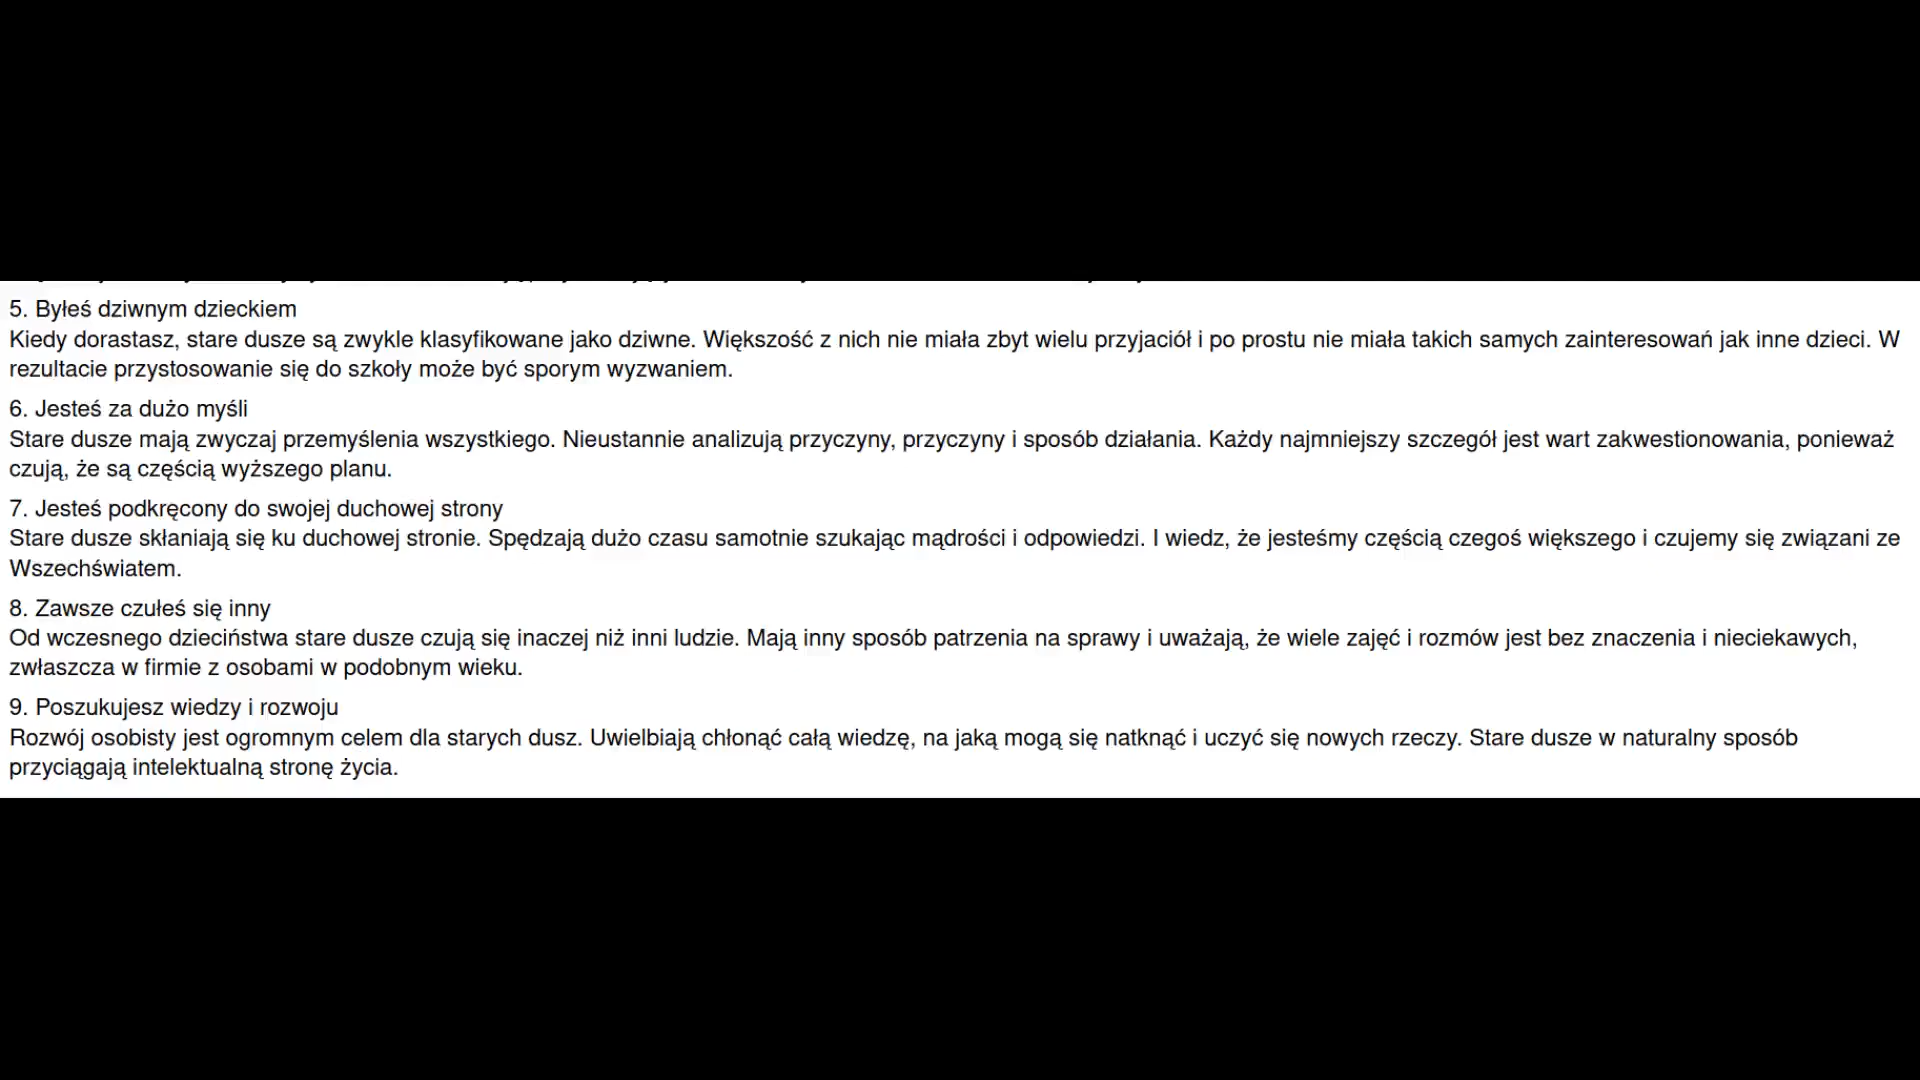 5. Byłeś dziwnym dzieckiem
Kiedy dorastasz, stare dusze są zwykle klasyfikowane jako dziwne. Większość z nich nie miała zbyt wielu przyjaciół i po prostu nie miała takich samych zainteresowań jak inne dzieci. W
rezultacie przystosowanie się do szkoły może być sporym wyzwaniem.
6. Jesteś za dużo myśli
Stare dusze mają zwyczaj przemyślenia wszystkiego. Nieustannie analizują przyczyny, przyczyny i sposób działania. Każdy najmniejszy szczegół jest wart zakwestionowania, ponieważ
czują, że są częścią wyższego planu.
7. Jesteś podkręcony do swojej duchowej strony
Stare dusze skłaniają się ku duchowej stronie. Spędzają dużo czasu samotnie szukając mądrości i odpowiedzi. I wiedz, że jesteśmy częścią czegoś większego i czujemy się związani ze
Wszechświatem.
8. Zawsze czułeś się inny
Od wczesnego dzieciństwa stare dusze czują się inaczej niż inni ludzie. Mają inny sposób patrzenia na sprawy i uważają, że wiele zajęć i rozmów jest bez znaczenia i nieciekawych,
zwłaszcza w firmie z osobami w podobnym wieku.
9. Poszukujesz wiedzy i rozwoju
Rozwój osobisty jest ogromnym celem dla starych dusz. Uwielbiają chłonąć całą wiedzę, na jaką mogą się natknąć i uczyć się nowych rzeczy. Stare dusze w naturalny sposób
przyciągają intelektualną stronę życia.